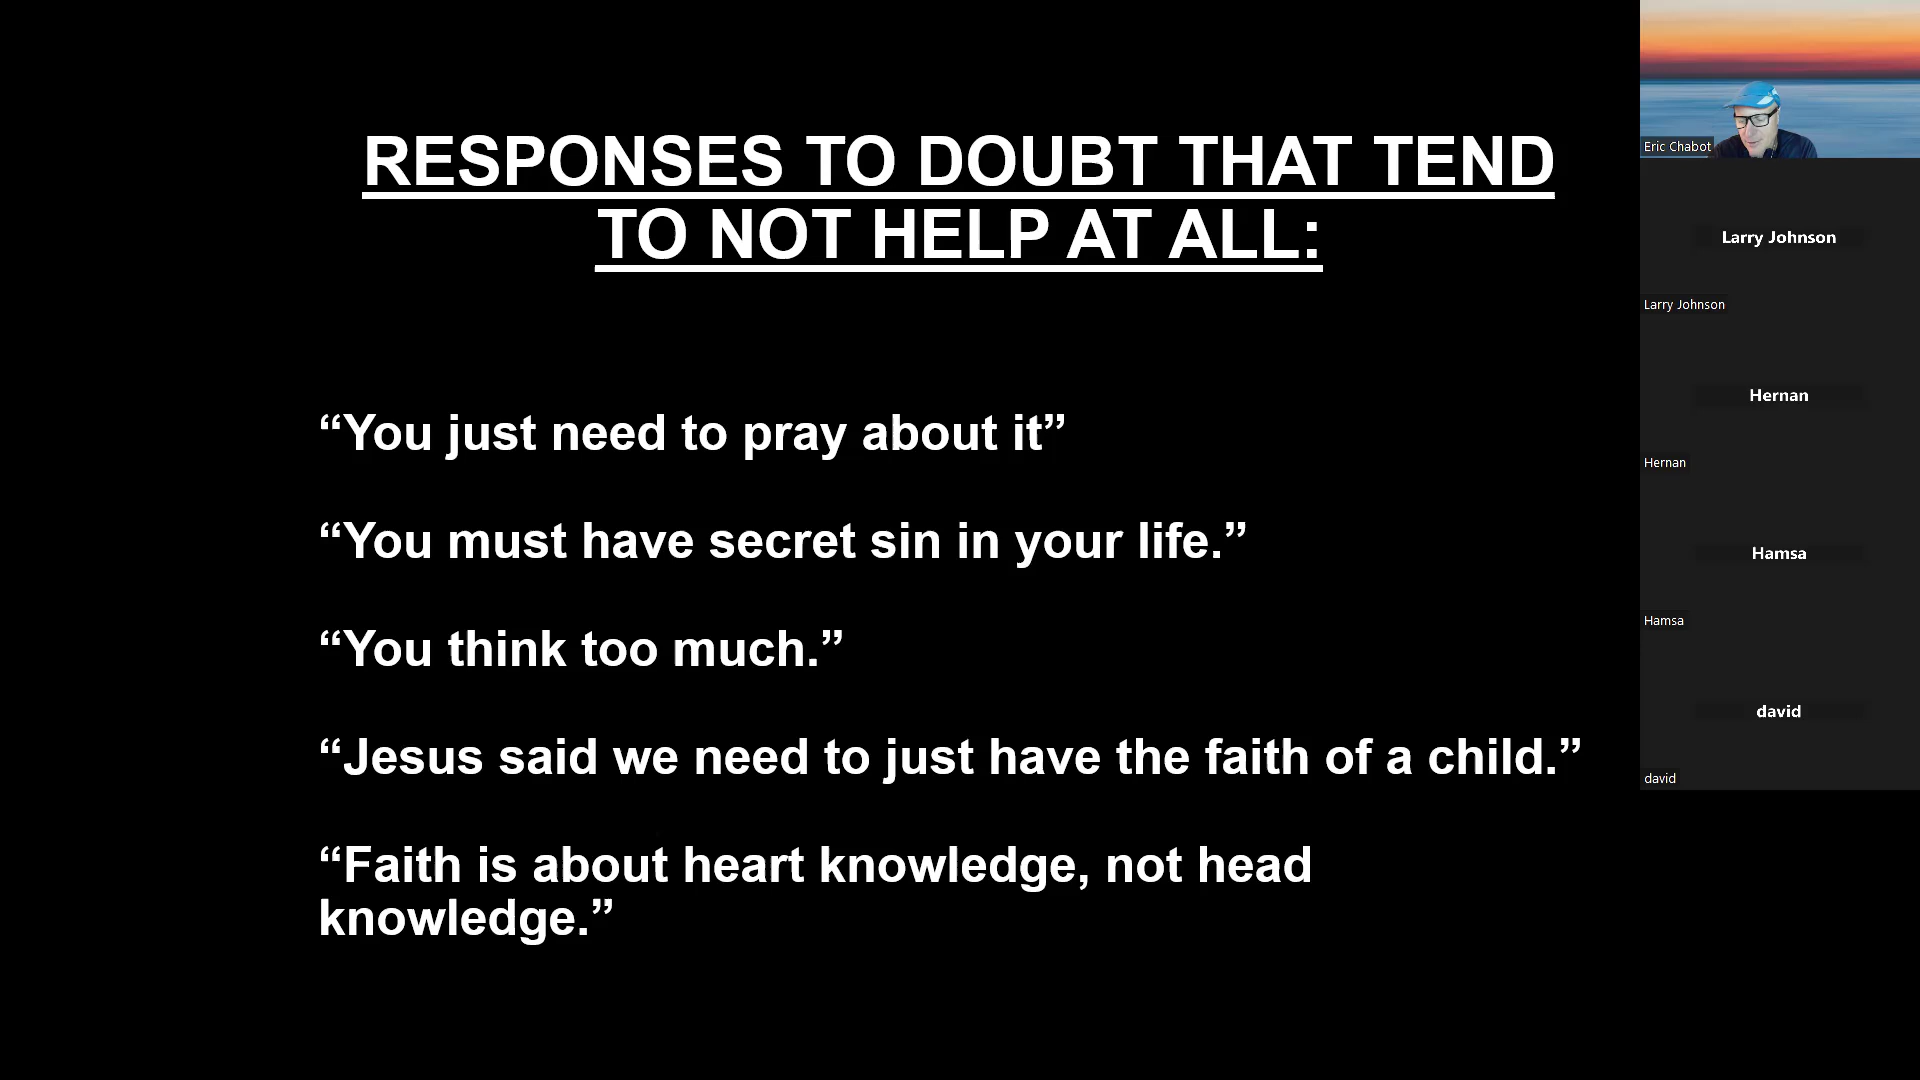 RESPONSES TO DOUBT THAT TEND
TO NOT HELP AT ALL:
“You just need to pray about it”
“You must have secret sin in your life.”
“You think too much.”
“Jesus said we need to just have the faith of a child.”
“Faith is about heart knowledge, not head
knowledge.”
Eric Chabot
Larry Johnson
Larry Johnson
Hernan
Hernan
Hamsa
Hamsa
david
david